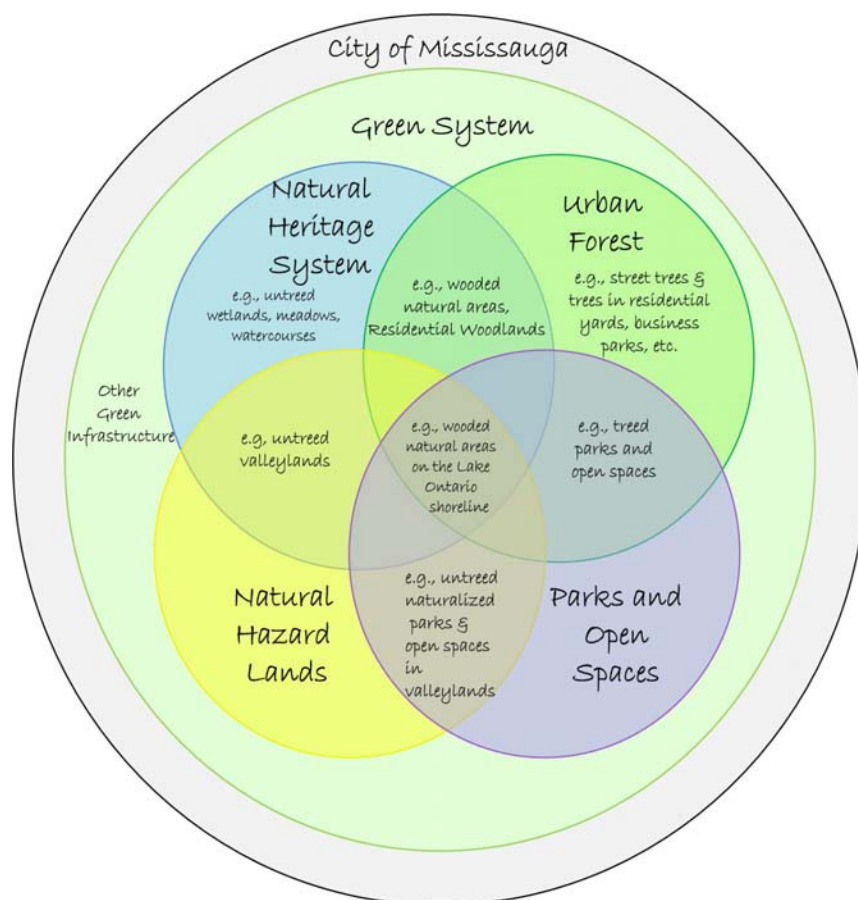 City of Mississauga
Green System
Natural
Heritage
System
e.g., untreed
wetlands, meadows,
watercourses
e.g., wooded
natural areas,
Residential Woodlands
Urban
Forest
e.g., street trees &
trees in residential
yards, business
parks, etc.
Other
Green
Infrastructure
e.g, untreed
valleylands
e.g., wooded
natural areas
on the Lake
Ontario
shoreline
e.g., treed
parks and
open spaces
Natural
Hazard
Lands
e.g., untreed
naturalized
parks &
open spaces
in
valleylands
Parks and
Open
Spaces